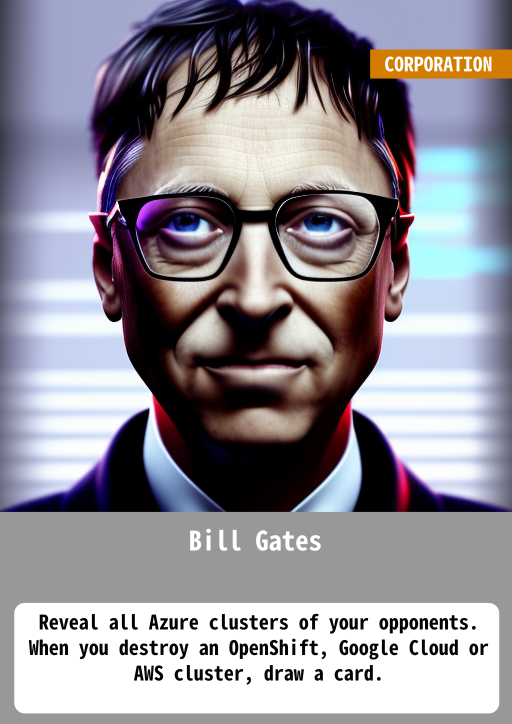 CORPORATION
Bill Gates
Reveal all Azure clusters of your opponents.
When you destroy an OpenShift, Google Cloud or
AWS cluster, draw a card.